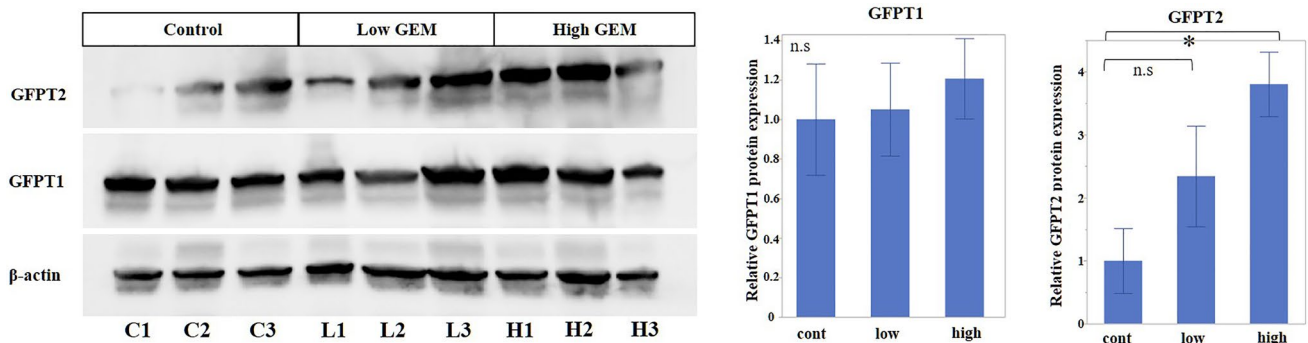 Control Low GEM High GEM
GFPT2
GFPT1
β-actin
C1 C2 C3 L1 L2 L3 H1 H2 H3
GFPT1
Relative GFPT1 protein expression
1.4
1.2
1.0
0.8
0.6
0.4
0.2
0
n.s
cont low high
GFPT2
Relative GFPT2 protein expression
4
3
2
1
0
*
n.s
cont low high